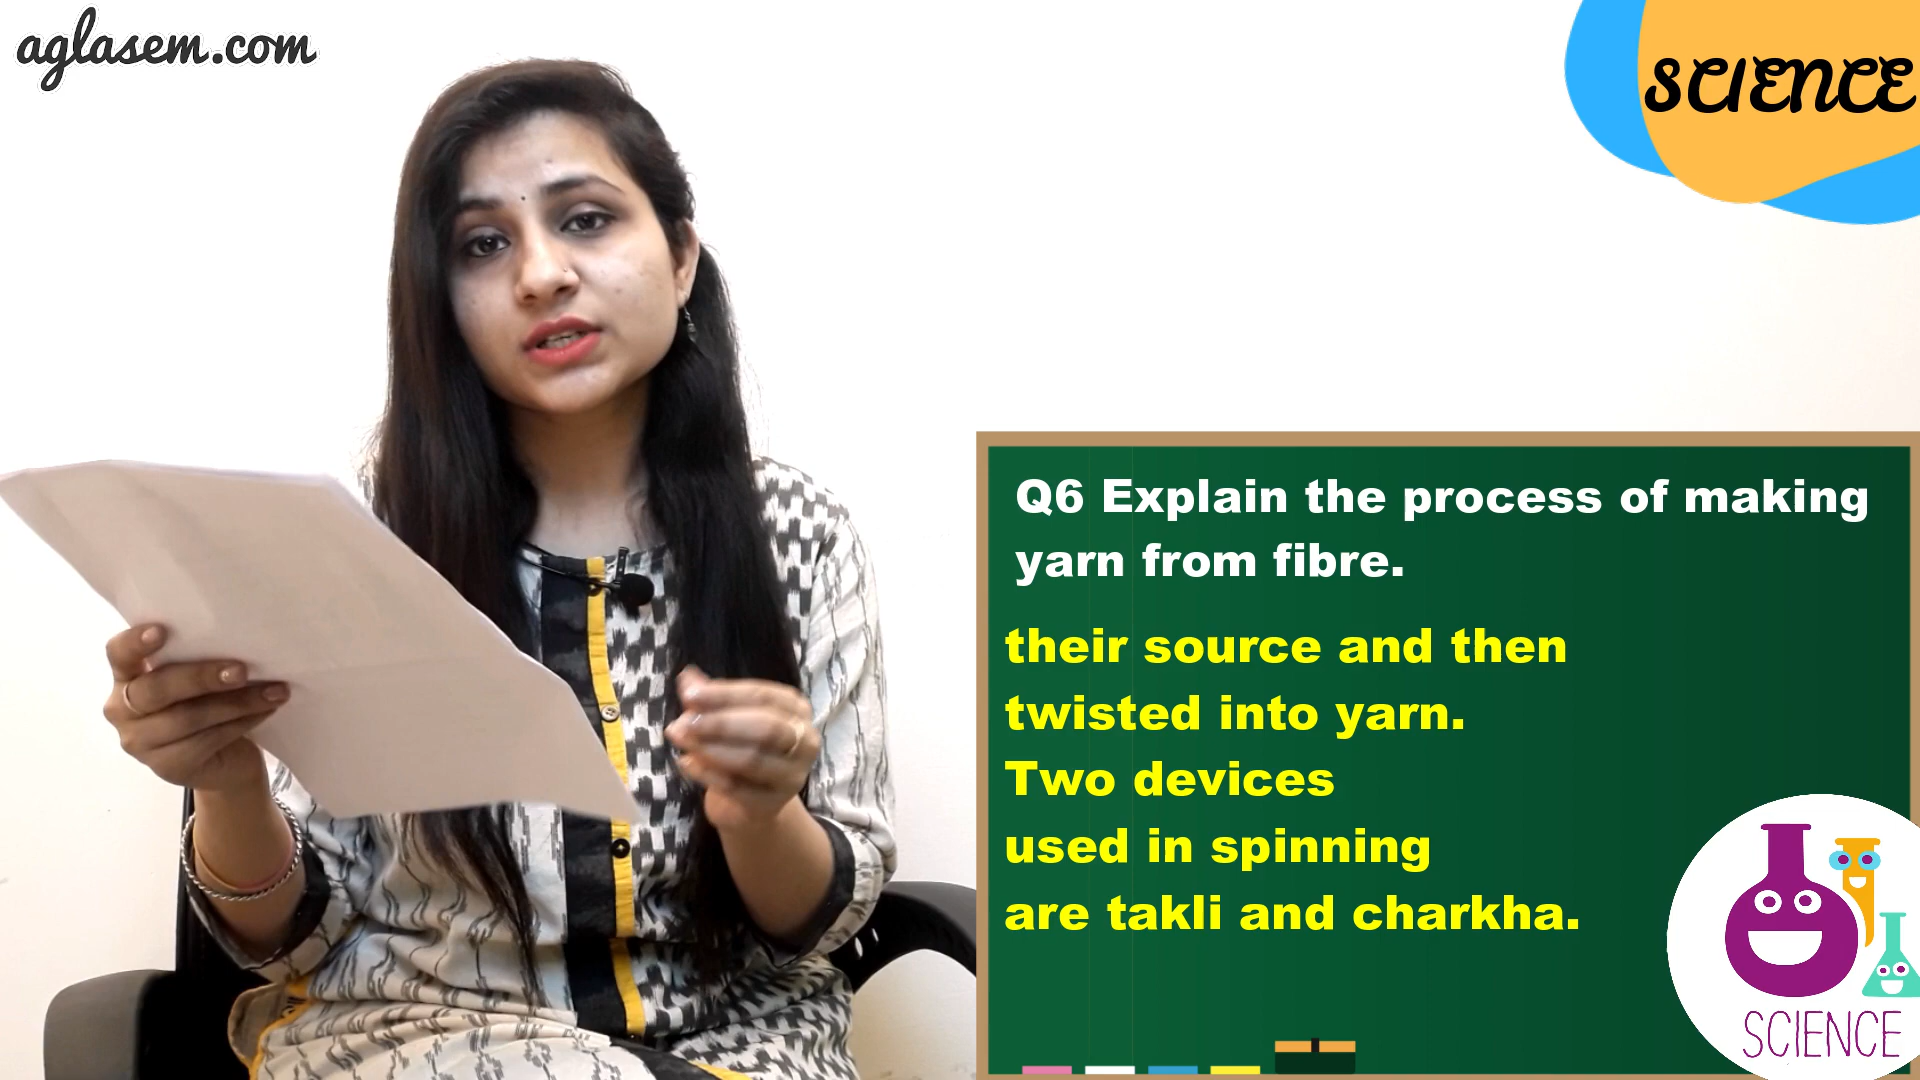 aglasem.com
SCIENCE
Q6 Explain the process of making
yarn from fibre.
their source and then
twisted into yarn.
Two devices
used in spinning
are takli and charkha.
SCIENCE